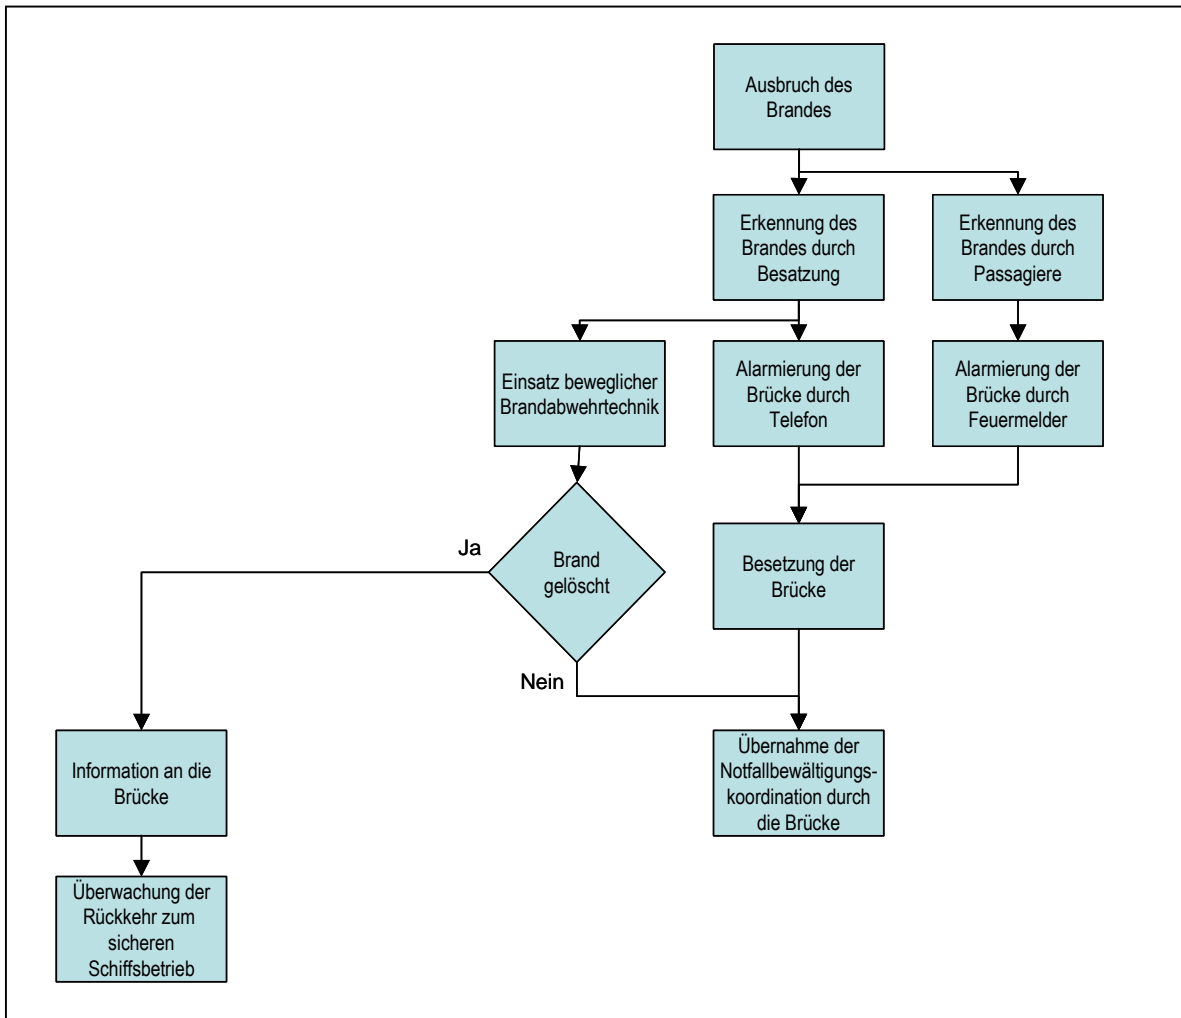 Ausbruch des
Brandes
Erkennung des
Brandes durch
Besatzung
Erkennung des
Brandes durch
Passagiere
Einsatz beweglicher
Brandabwehrtechnik
Alarmierung der
Brücke durch
Telefon
Alarmierung der
Brücke durch
Feuermelder
Ja
Brand
gelöscht
Besetzung der
Brücke
Nein
Information an die
Brücke
Übernahme der
Notfallbewältigungs-
koordination durch
die Brücke
Überwachung der
Rückkehr zum
sicheren
Schiffsbetrieb